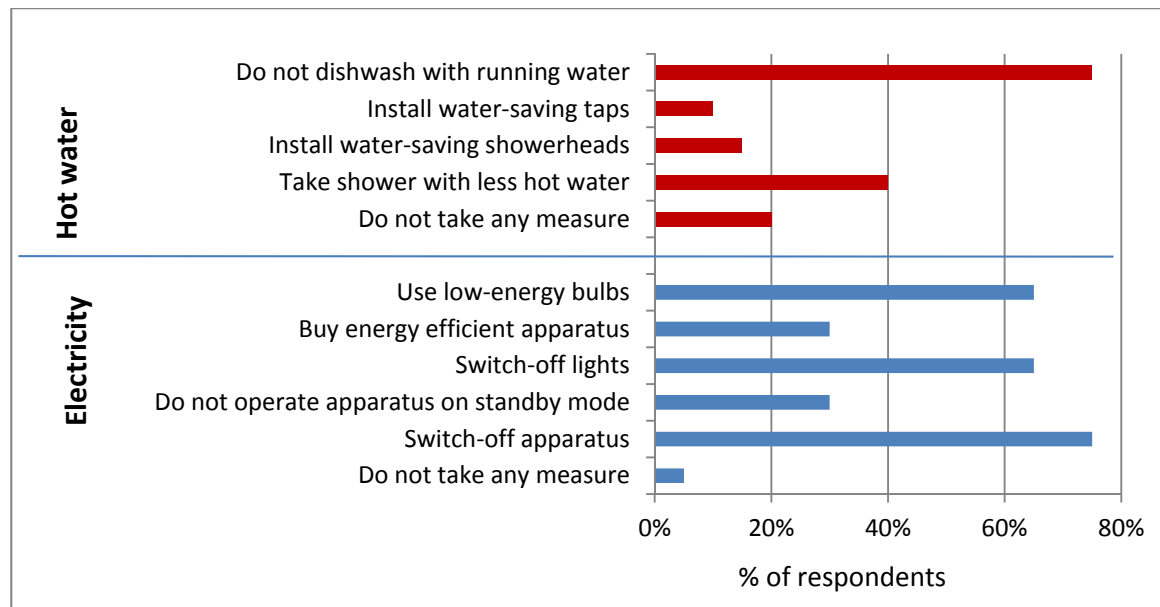 Hot water
Do not dishwash with running water
Install water-saving taps
Install water-saving showerheads
Take shower with less hot water
Do not take any measure
Electricity
Use low-energy bulbs
Buy energy efficient apparatus
Switch-off lights
Do not operate apparatus on standby mode
Switch-off apparatus
Do not take any measure
0% 20% 40% 60% 80%
% of respondents